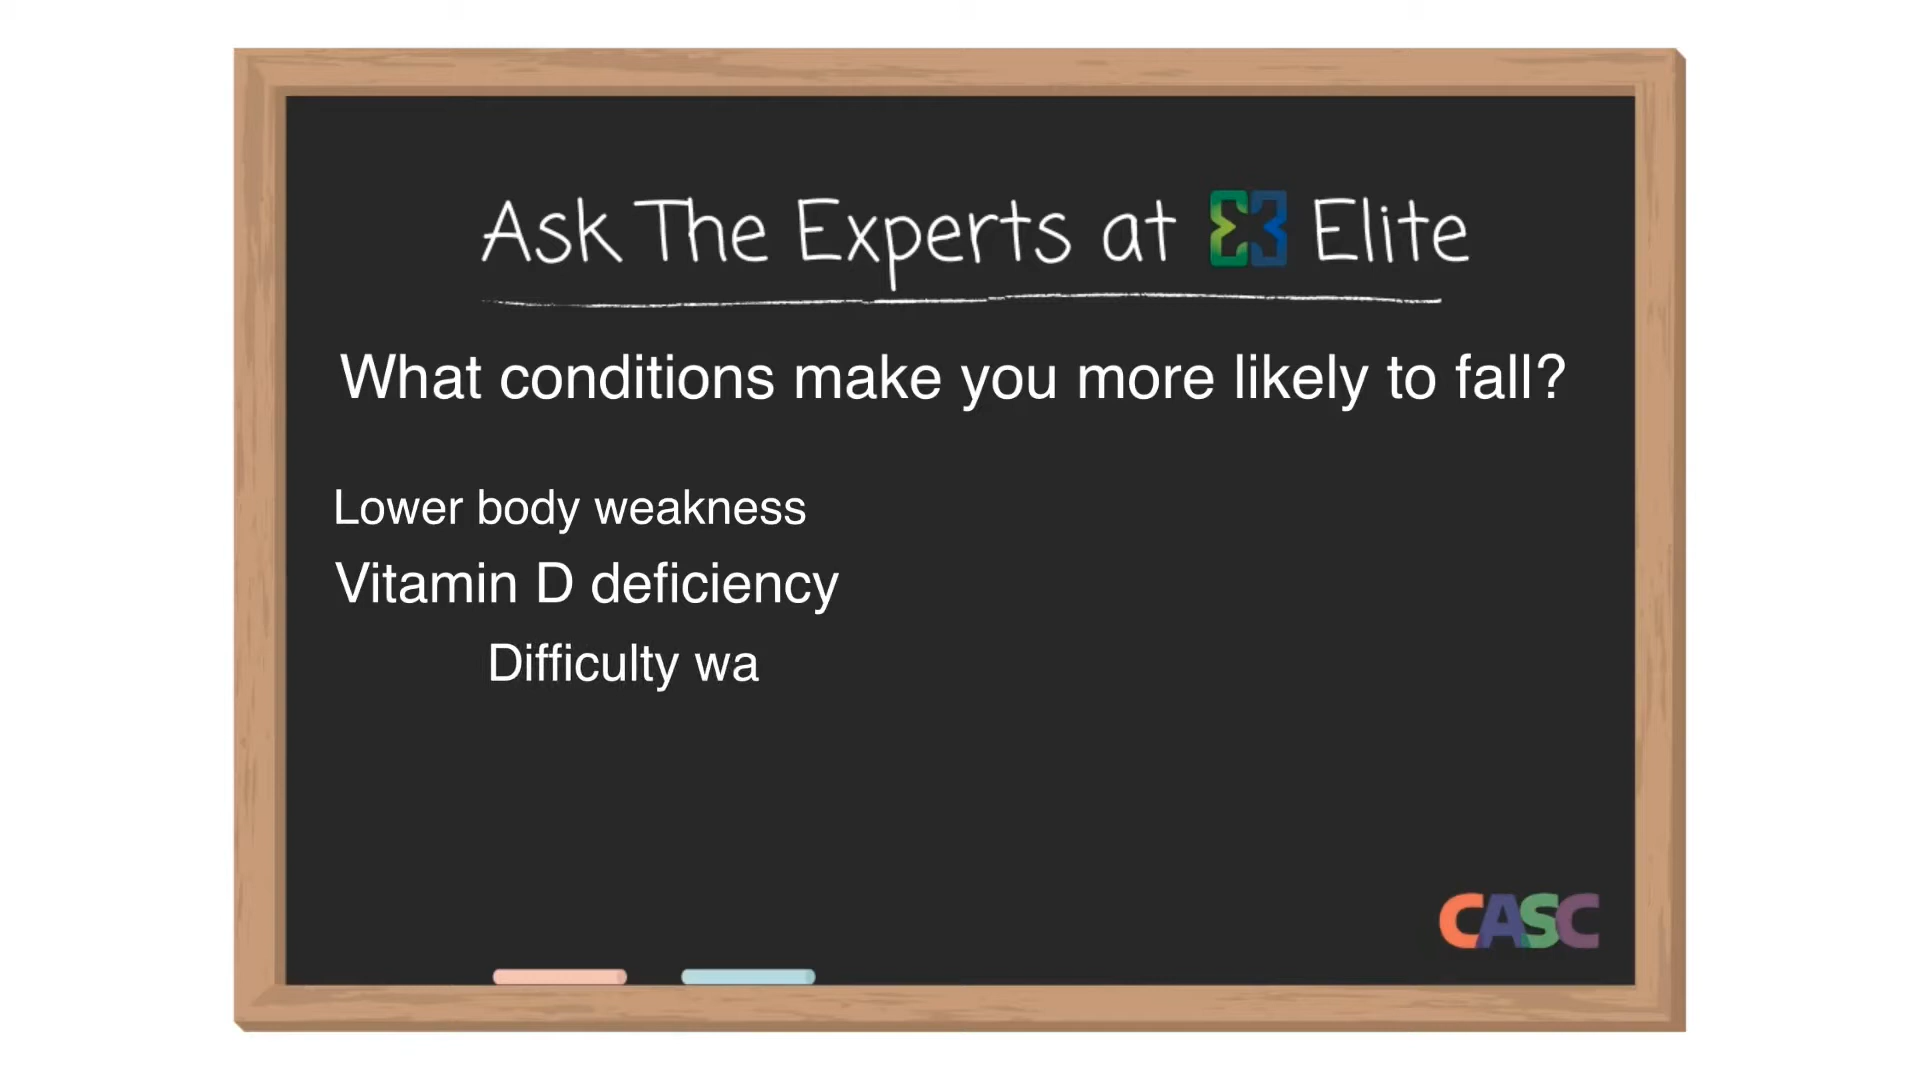 Ask The Experts at Elite
What conditions make you more likely to fall?
Lower body weakness
Vitamin D deficiency
Difficulty wa
CASC